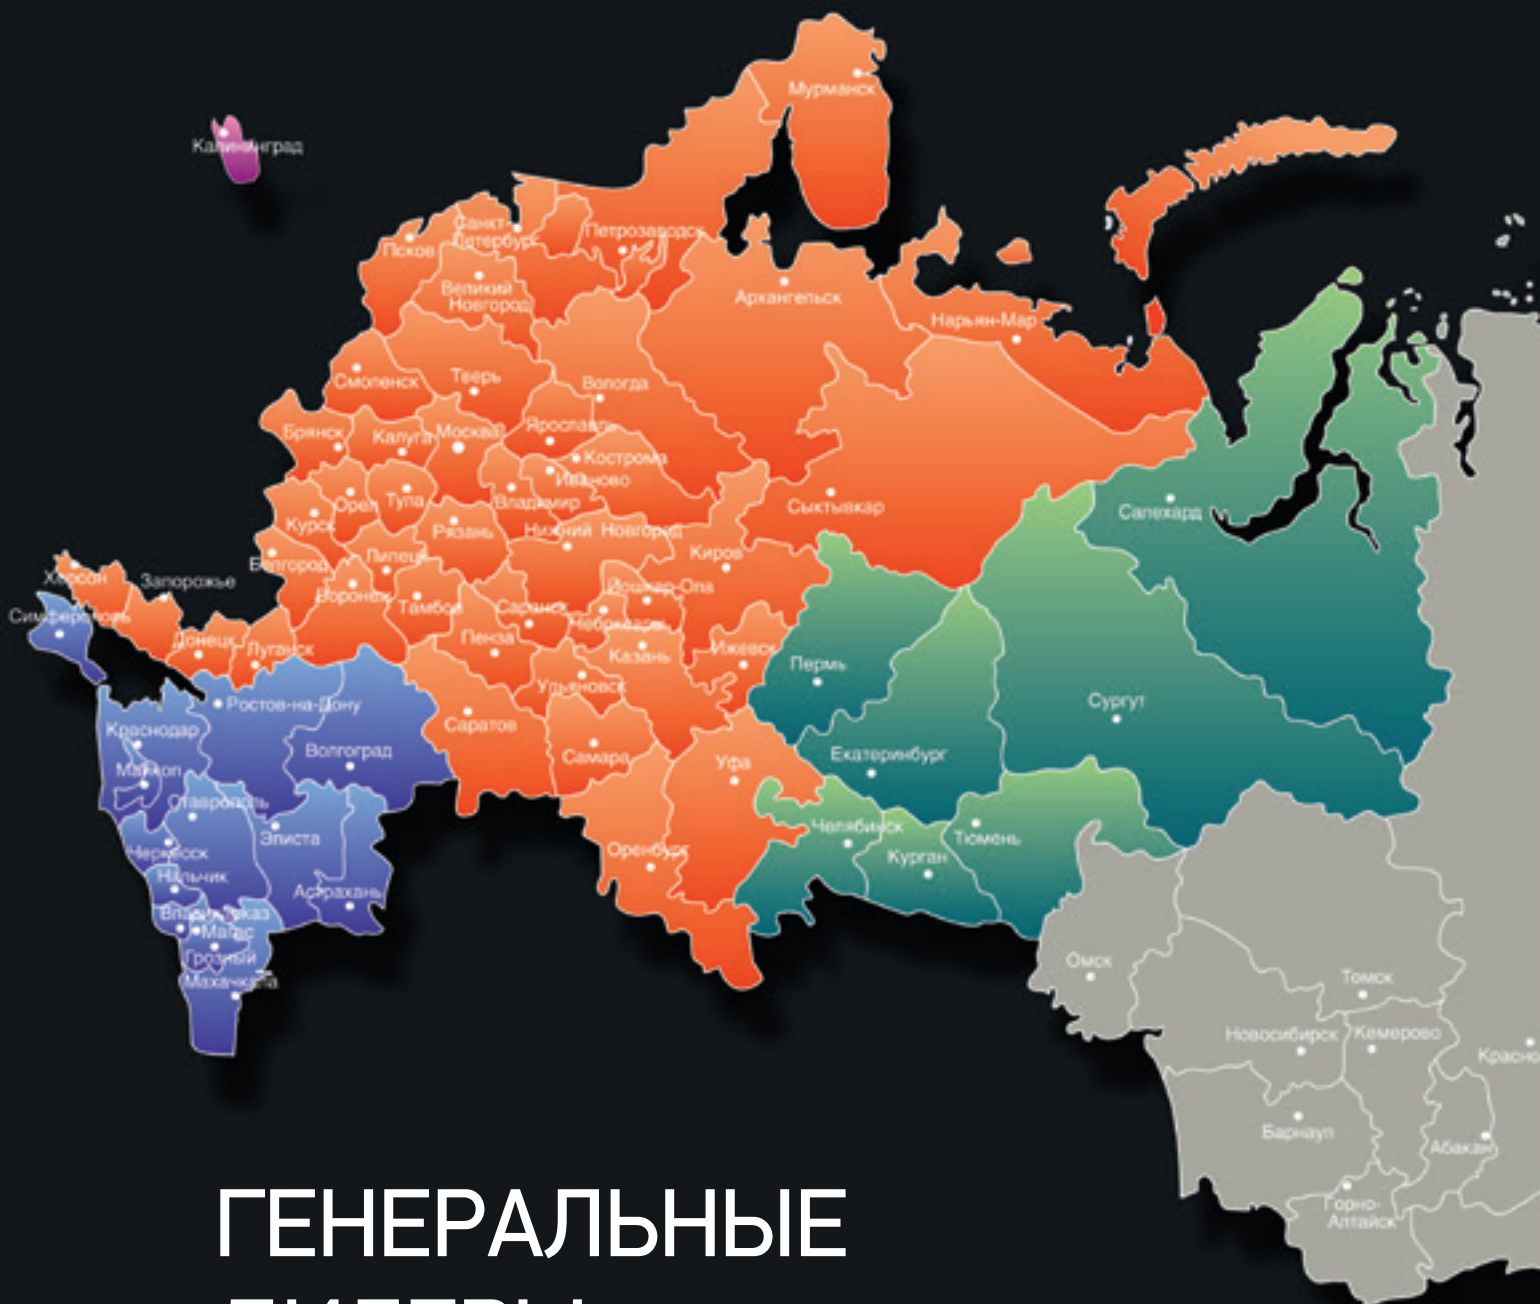 Мурманск
Калининград
Санкт-
Петербург
Петрозаводск
Псков
Великий
Новгород
Архангельск
Нарьян-Мар
Смоленск
Тверь
Вологда
Брянск
Калуга
Москва
Ярославль
Кострома
Иваново
Орел
Тула
Владимир
Сыктывкар
Салехард
Курск
Рязань
Нижний Новгород
Киров
Белгород
Липецк
Херсон
Запорожье
Йошкар-Ола
Воронеж
Тамбов
Саранск
Симферополь
Чебоксары
Донецк
Луганск
Пенза
Казань
Ижевск
Пермь
Ульяновск
Ростов-на-Дону
Сургут
Саратов
Краснодар
Волгоград
Самара
Уфа
Екатеринбург
Майкоп
Ставрополь
Элиста
Челябинск
Тюмень
Черкесск
Оренбург
Курган
Нальчик
Астрахань
Владикавказ
Магас
Грозный
Махачкала
Омск
Томск
Новосибирск
Кемерово
Красно
Барнаул
Абакан
Горно-
Алтайск
ГЕНЕРАЛЬНЫЕ
ДИЛЕРЫ